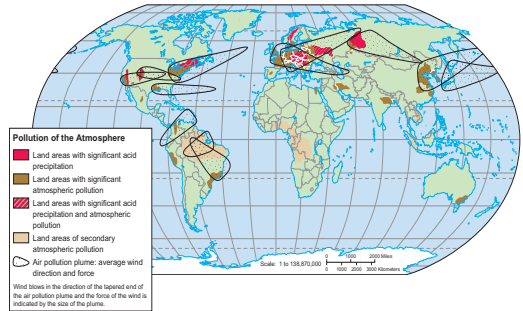 Pollution of the Atmosphere
Land areas with significant acid
precipitation
Land areas with significant
atmospheric pollution
Land areas with significant acid
precipitation and atmospheric
pollution
Land areas of secondary
atmospheric pollution
Air pollution plume: average wind
direction and force
Wind blows in the direction of the tapered end of
the air pollution plume and the force of the wind is
indicated by the size of the plume.
Scale: 1 to 138,870,000
0 1000 2000 Miles
0 1000 2000 3000 Kilometers